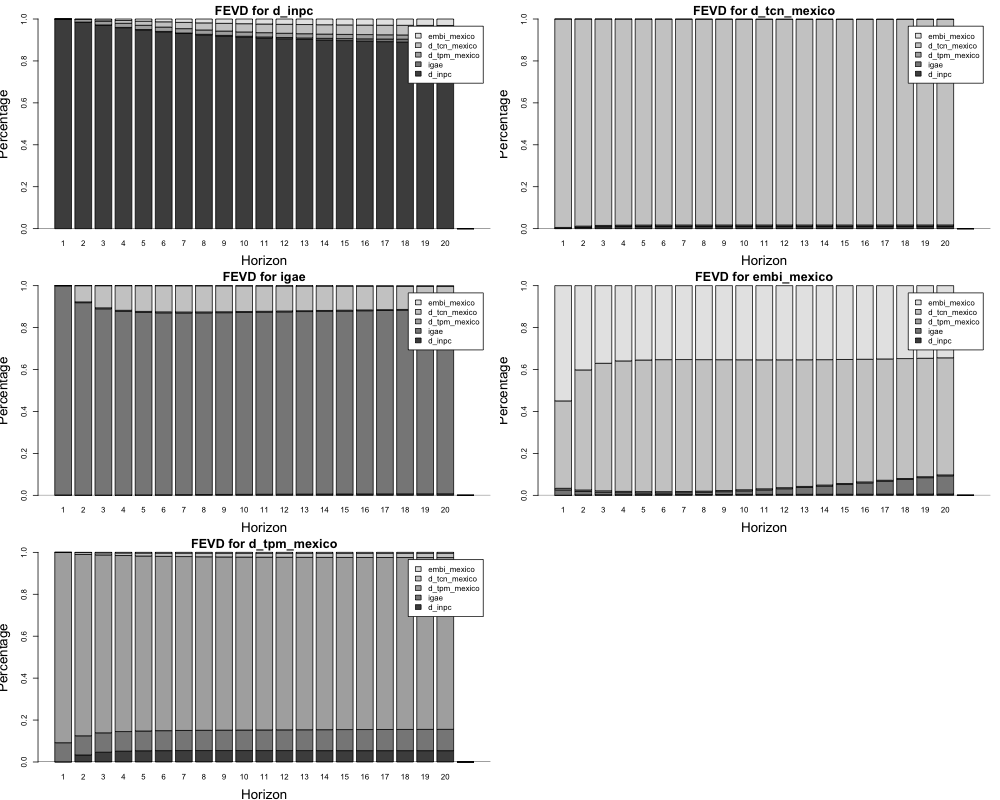 FEVD for d_inpc
Percentage
0.0 0.2 0.4 0.6 0.8 1.0
embi_mexico
d_tcn_mexico
d_tpm_mexico
igae
d_inpc
1 2 3 4 5 6 7 8 9 10 11 12 13 14 15 16 17 18 19 20
Horizon
FEVD for d_tcn_mexico
Percentage
0.0 0.2 0.4 0.6 0.8 1.0
embi_mexico
d_tcn_mexico
d_tpm_mexico
igae
d_inpc
1 2 3 4 5 6 7 8 9 10 11 12 13 14 15 16 17 18 19 20
Horizon
FEVD for igae
Percentage
0.0 0.2 0.4 0.6 0.8 1.0
embi_mexico
d_tcn_mexico
d_tpm_mexico
igae
d_inpc
1 2 3 4 5 6 7 8 9 10 11 12 13 14 15 16 17 18 19 20
Horizon
FEVD for embi_mexico
Percentage
0.0 0.2 0.4 0.6 0.8 1.0
embi_mexico
d_tcn_mexico
d_tpm_mexico
igae
d_inpc
1 2 3 4 5 6 7 8 9 10 11 12 13 14 15 16 17 18 19 20
Horizon
FEVD for d_tpm_mexico
Percentage
0.0 0.2 0.4 0.6 0.8 1.0
embi_mexico
d_tcn_mexico
d_tpm_mexico
igae
d_inpc
1 2 3 4 5 6 7 8 9 10 11 12 13 14 15 16 17 18 19 20
Horizon